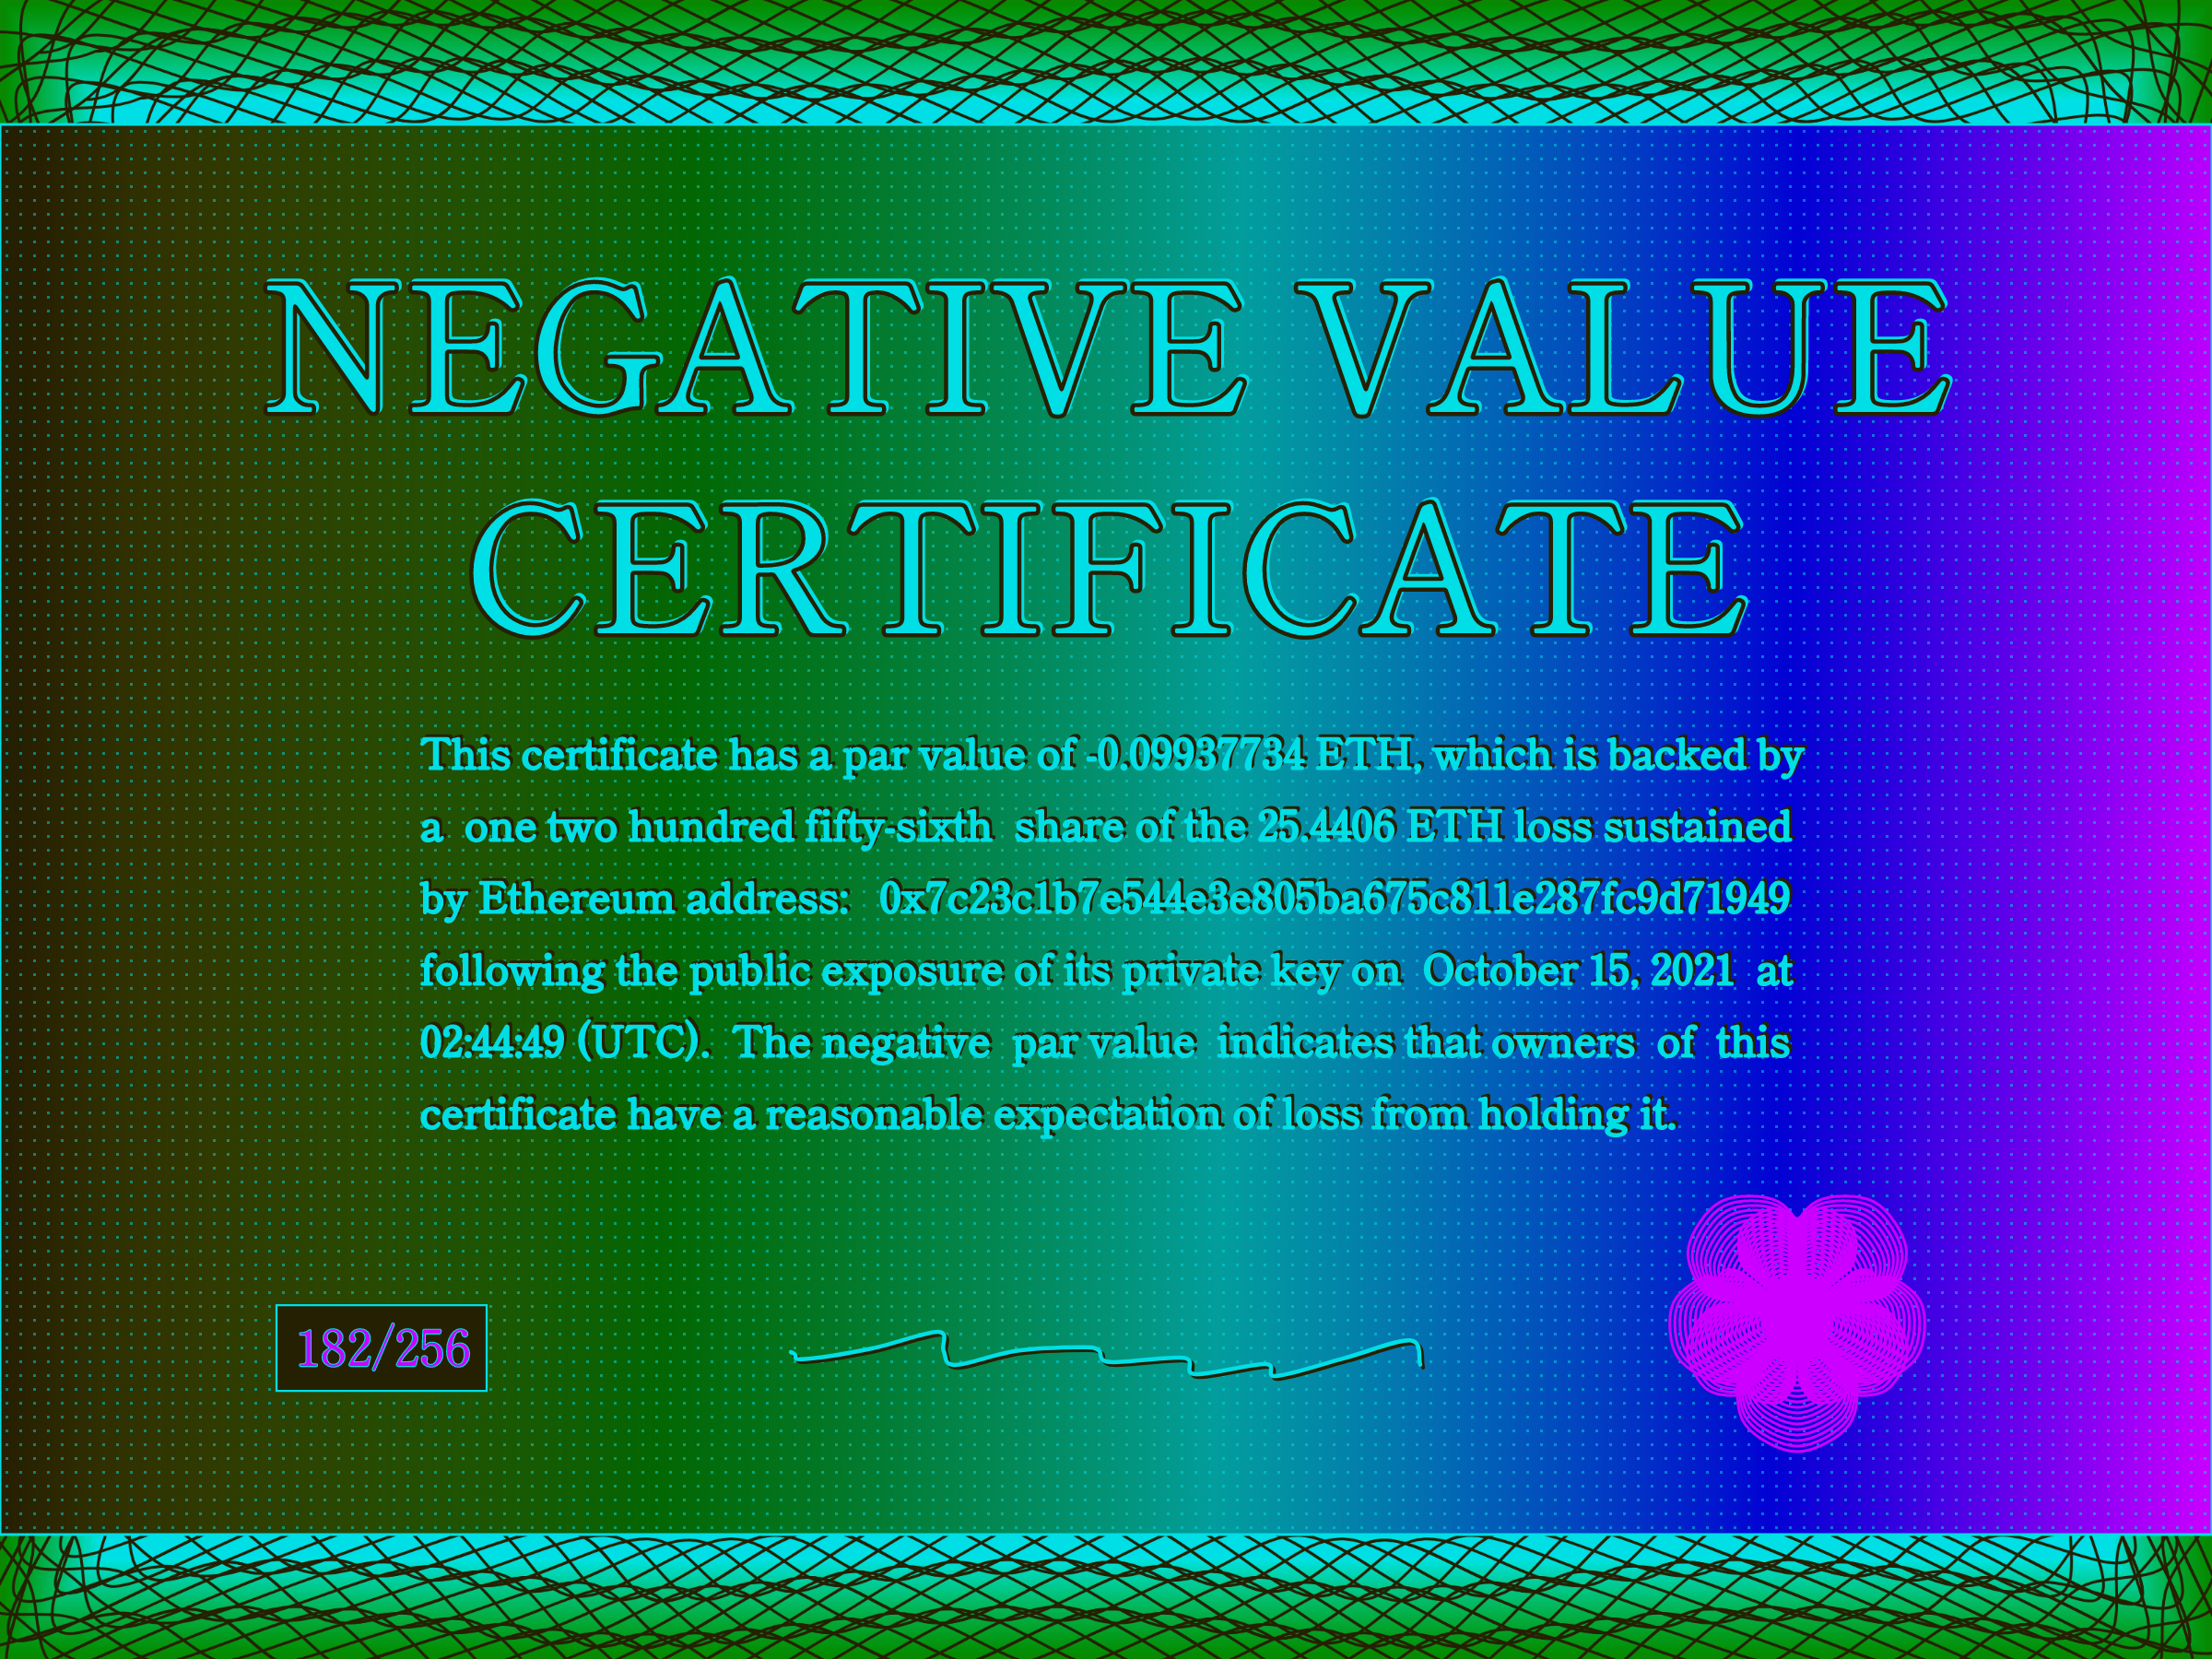 NEGATIVE VALUE
CERTIFICATE
This certificate has a par value of -0.09937734 ETH, which is backed by
a one two hundred fifty-sixth share of the 25.4406 ETH loss sustained
by Ethereum address: 0x7c23c1b7e544e3e805ba675c811e287fc9d71949
following the public exposure of its private key on October 15, 2021 at
02:44:49 (UTC). The negative par value indicates that owners of this
certificate have a reasonable expectation of loss from holding it.
182/256